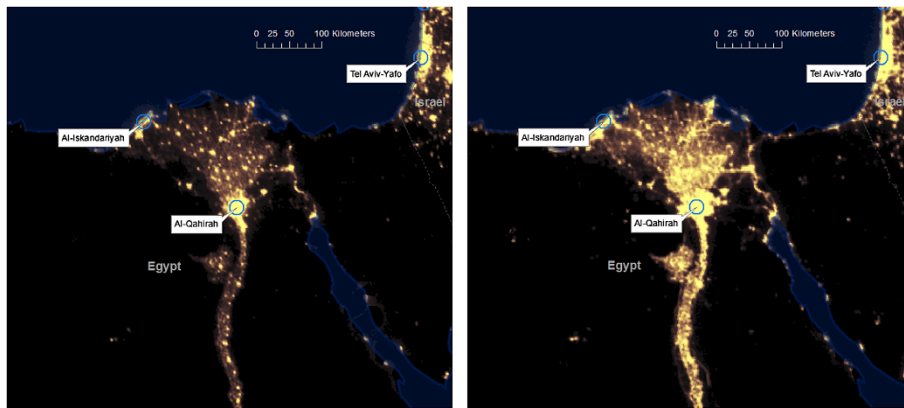 0 25 50 100 Kilometers
Tel Aviv-Yafo
Israel
Al-Iskandariyah
Al-Qahirah
Egypt
0 25 50 100 Kilometers
Tel Aviv-Yafo
Israel
Al-Iskandariyah
Al-Qahirah
Egypt